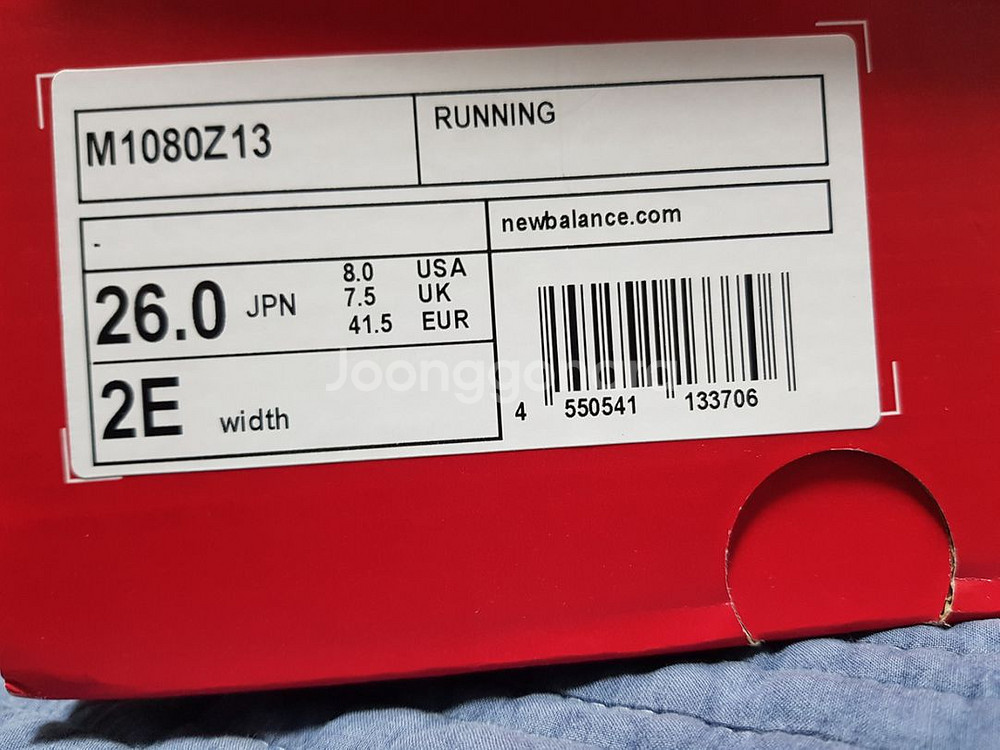 M1080Z13
RUNNING
-
newbalance.com
26.0 JPN
8.0 USA
7.5 UK
41.5 EUR
2E width
4 550541 133706
Joonggonara